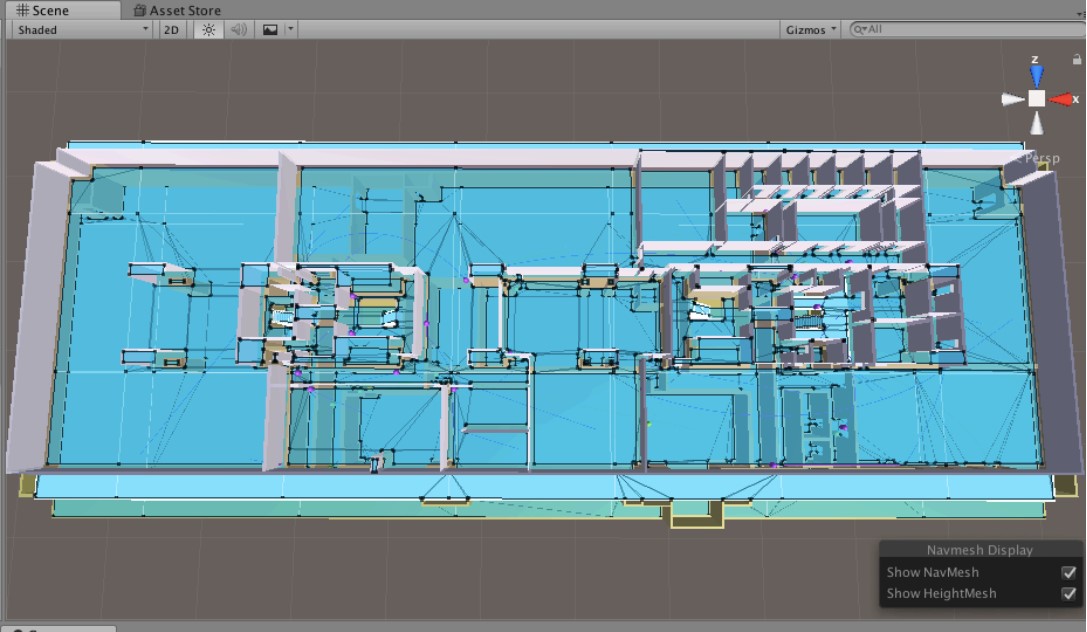 Scene
Asset Store
Shaded
2D
Gizmos
All
z
x
Persp
Navmesh Display
Show NavMesh
Show HeightMesh